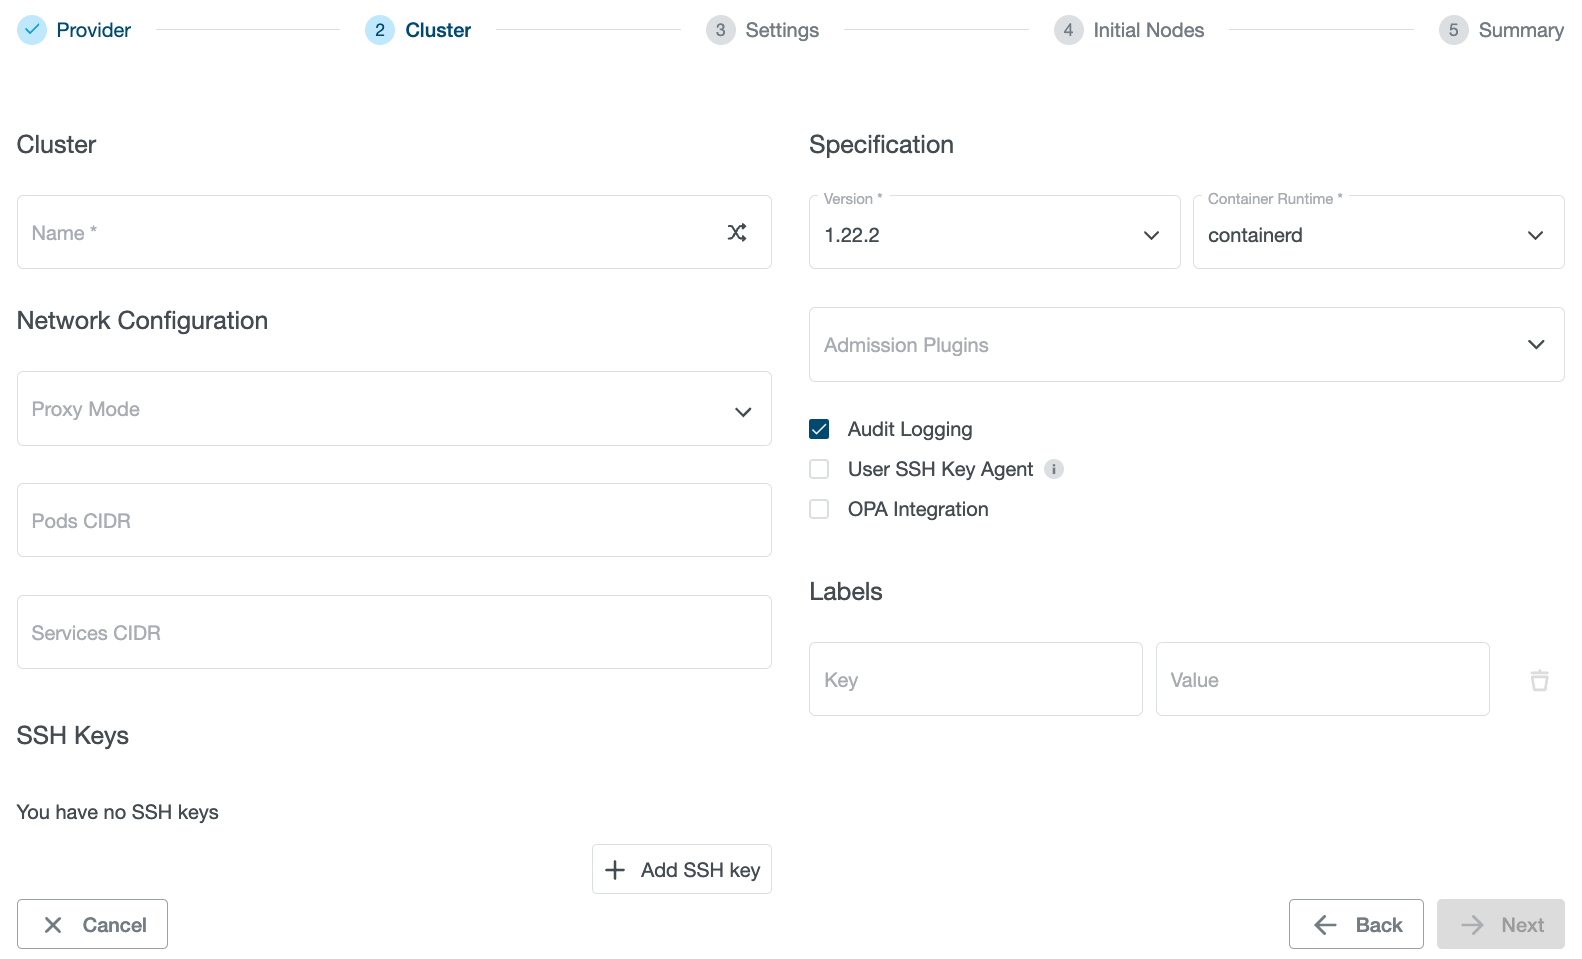 Provider
2 Cluster
3 Settings
4 Initial Nodes
5 Summary
Cluster
Name *
Network Configuration
Proxy Mode
Pods CIDR
Services CIDR
SSH Keys
You have no SSH keys
Add SSH key
Specification
Version *
1.22.2
Container Runtime *
containerd
Admission Plugins
Audit Logging
User SSH Key Agent i
OPA Integration
Labels
Key
Value
Cancel
Back
Next